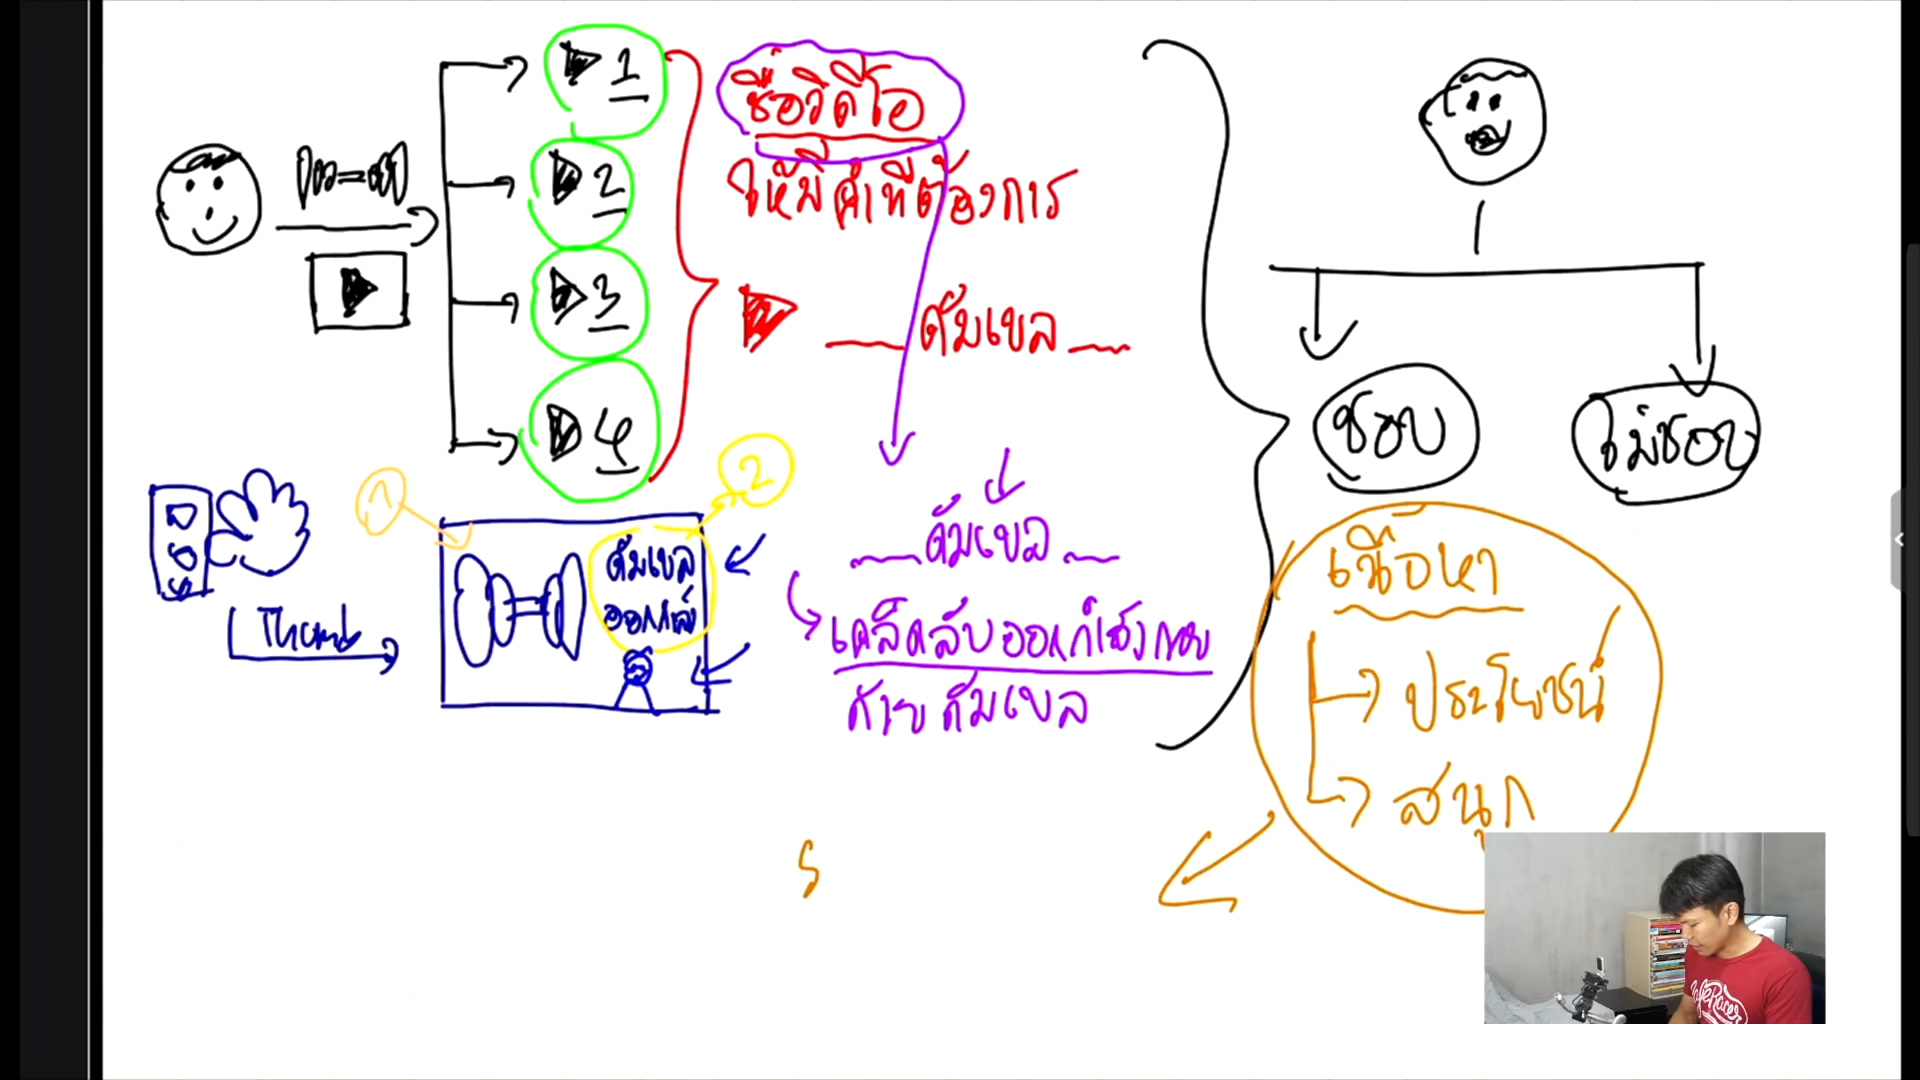 1
2
3
4
ชื่อวิดีโอ
ให้มีคำที่ต้องการ
ดัมเบล
1
2
Thumb
ดัมเบล
ออกกำลัง
ดัมเบล
เคล็ดลับออกกำลังกาย
ด้วยดัมเบล
ชอบ
ไม่ชอบ
เนื้อหา
ประโยชน์
สนุก